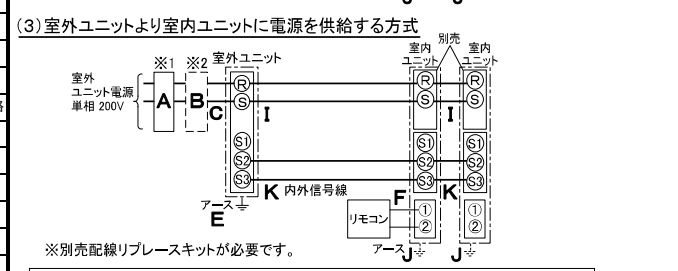 (3)室外ユニットより室内ユニットに電源を供給する方式
※1 ※2 室外ユニット
室内ユニット 別売 室内ユニット
室外ユニット電源
単相 200V
A B C
R R R
S I S I S
S1 S1 S1
S2 S2 S2
S3 K 内外信号線 S3 K S3
アース
E
F
リモコン ① ①
② ②
アース J J
※別売配線リプレースキットが必要です。